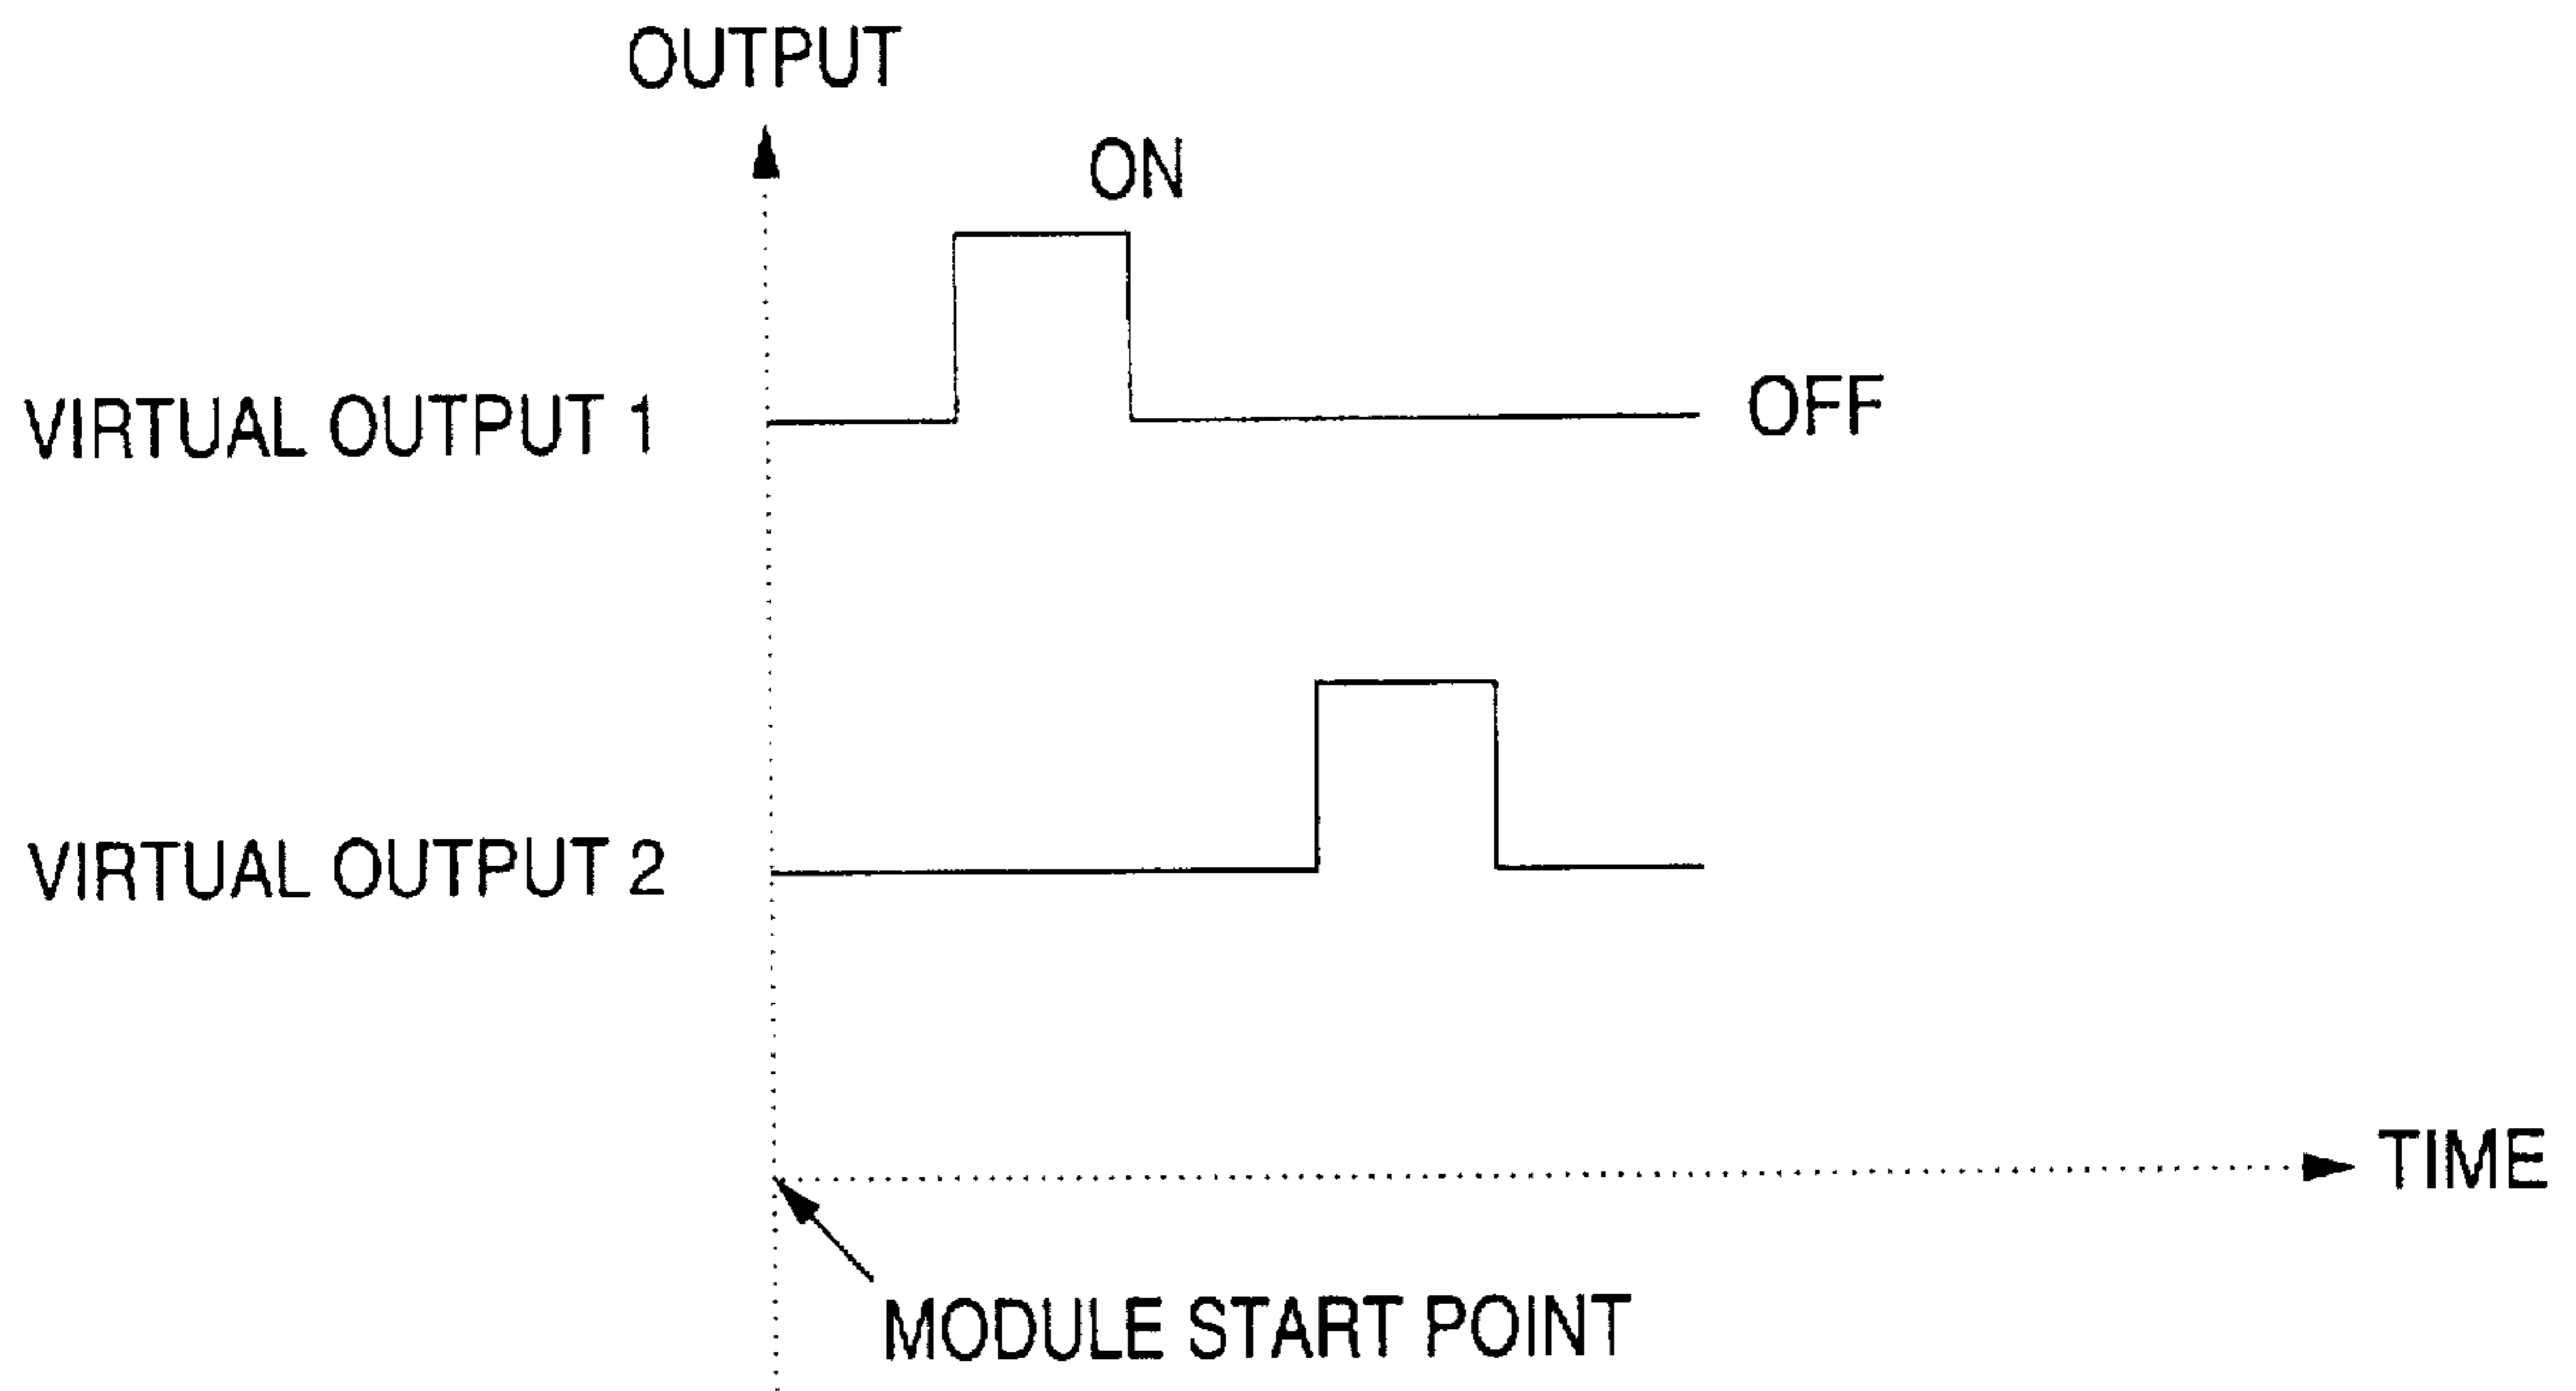 OUTPUT
ON
VIRTUAL OUTPUT 1
OFF
VIRTUAL OUTPUT 2
TIME
MODULE START POINT